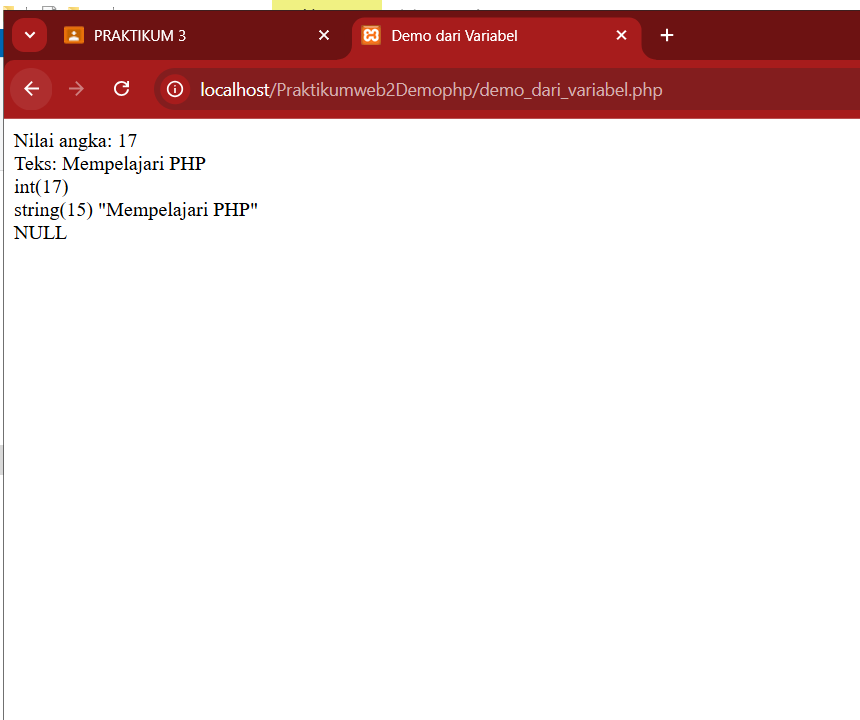 PRAKTIKUM 3
Demo dari Variabel
localhost/Praktikumweb2Demophp/demo_dari_variabel.php
Nilai angka: 17
Teks: Mempelajari PHP
int(17)
string(15) "Mempelajari PHP"
NULL